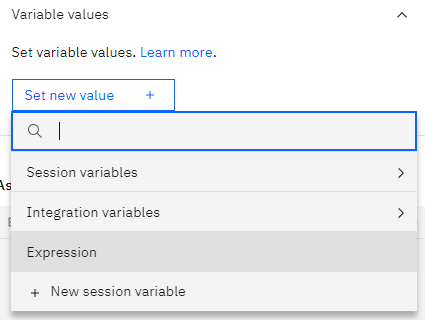 Variable values
Set variable values. Learn more.
Set new value +
Session variables
Integration variables
Expression
+ New session variable